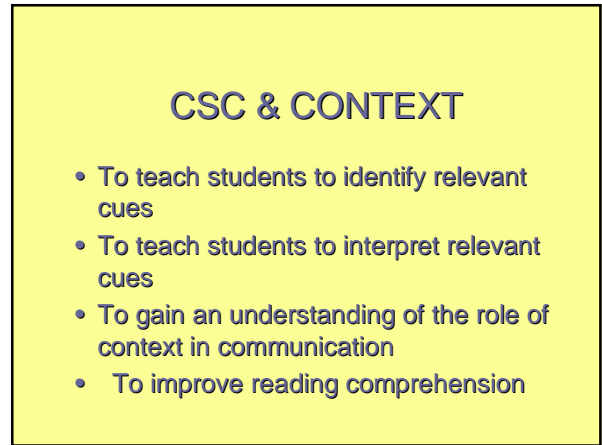 CSC & CONTEXT
• To teach students to identify relevant
cues
• To teach students to interpret relevant
cues
• To gain an understanding of the role of
context in communication
• To improve reading comprehension